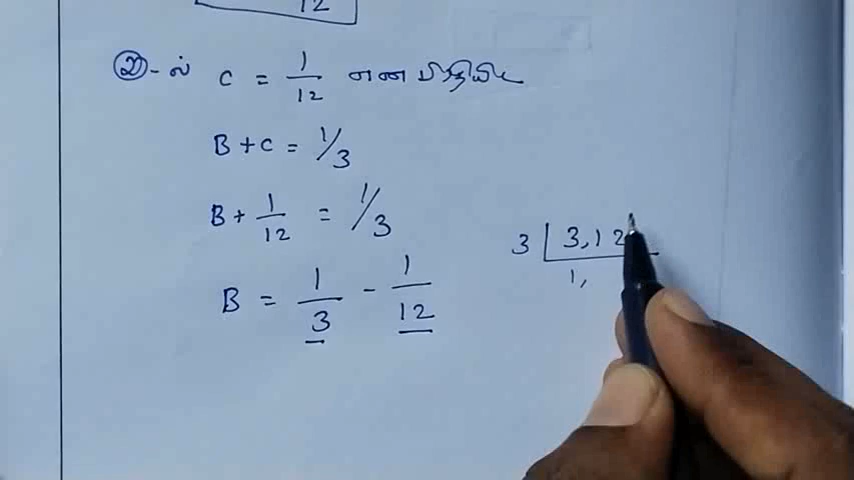 12
②-ல் C = 1/12 என பிரதியிட
B + C = 1/3
B + 1/12 = 1/3
B = 1/3 - 1/12
3 | 3, 12
1,